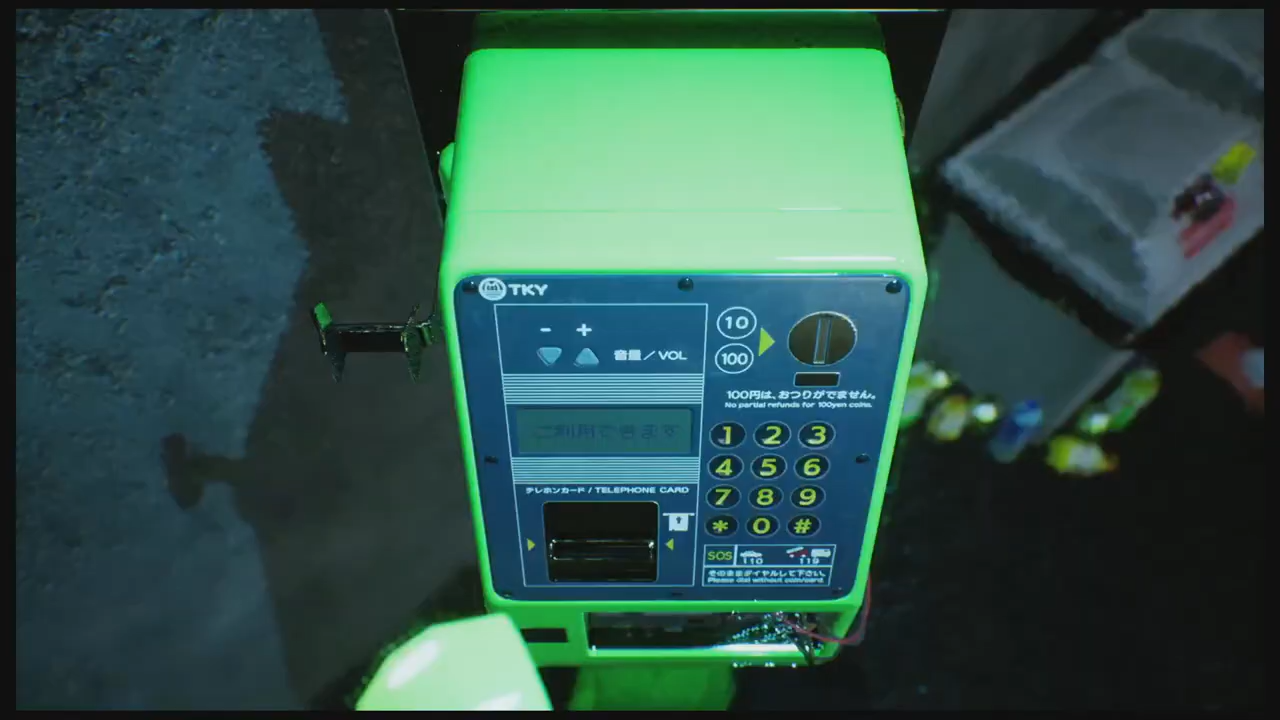 TKY
- +
音量/VOL
10
100
100円は、おつりがでません。
No partial refunds for 100yen coins.
ご利用できます
1 2 3
4 5 6
7 8 9
* 0 #
テレホンカード / TELEPHONE CARD
SOS 110 119
そのままダイヤルして下さい。
Please dial without coin/card.